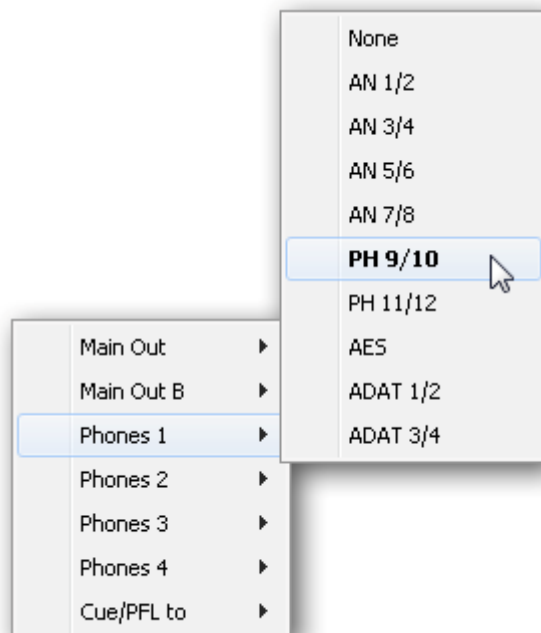 None
AN 1/2
AN 3/4
AN 5/6
AN 7/8
PH 9/10
PH 11/12
AES
ADAT 1/2
ADAT 3/4
Main Out
Main Out B
Phones 1
Phones 2
Phones 3
Phones 4
Cue/PFL to